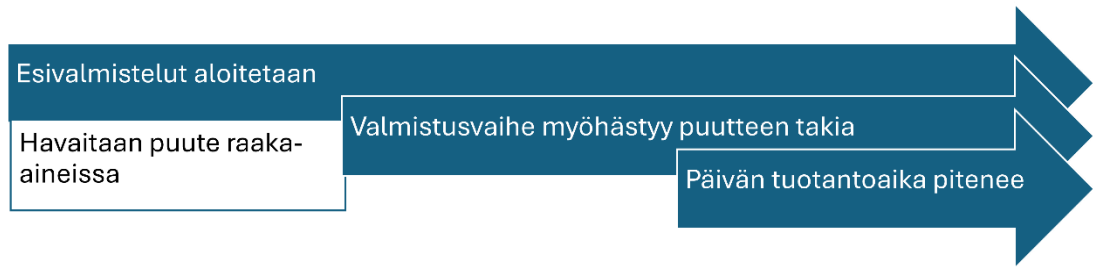 Esivalmistelut aloitetaan
Havaitaan puute raaka-
aineissa
Valmistusvaihe myöhästyy puutteen takia
Päivän tuotantoaika pitenee